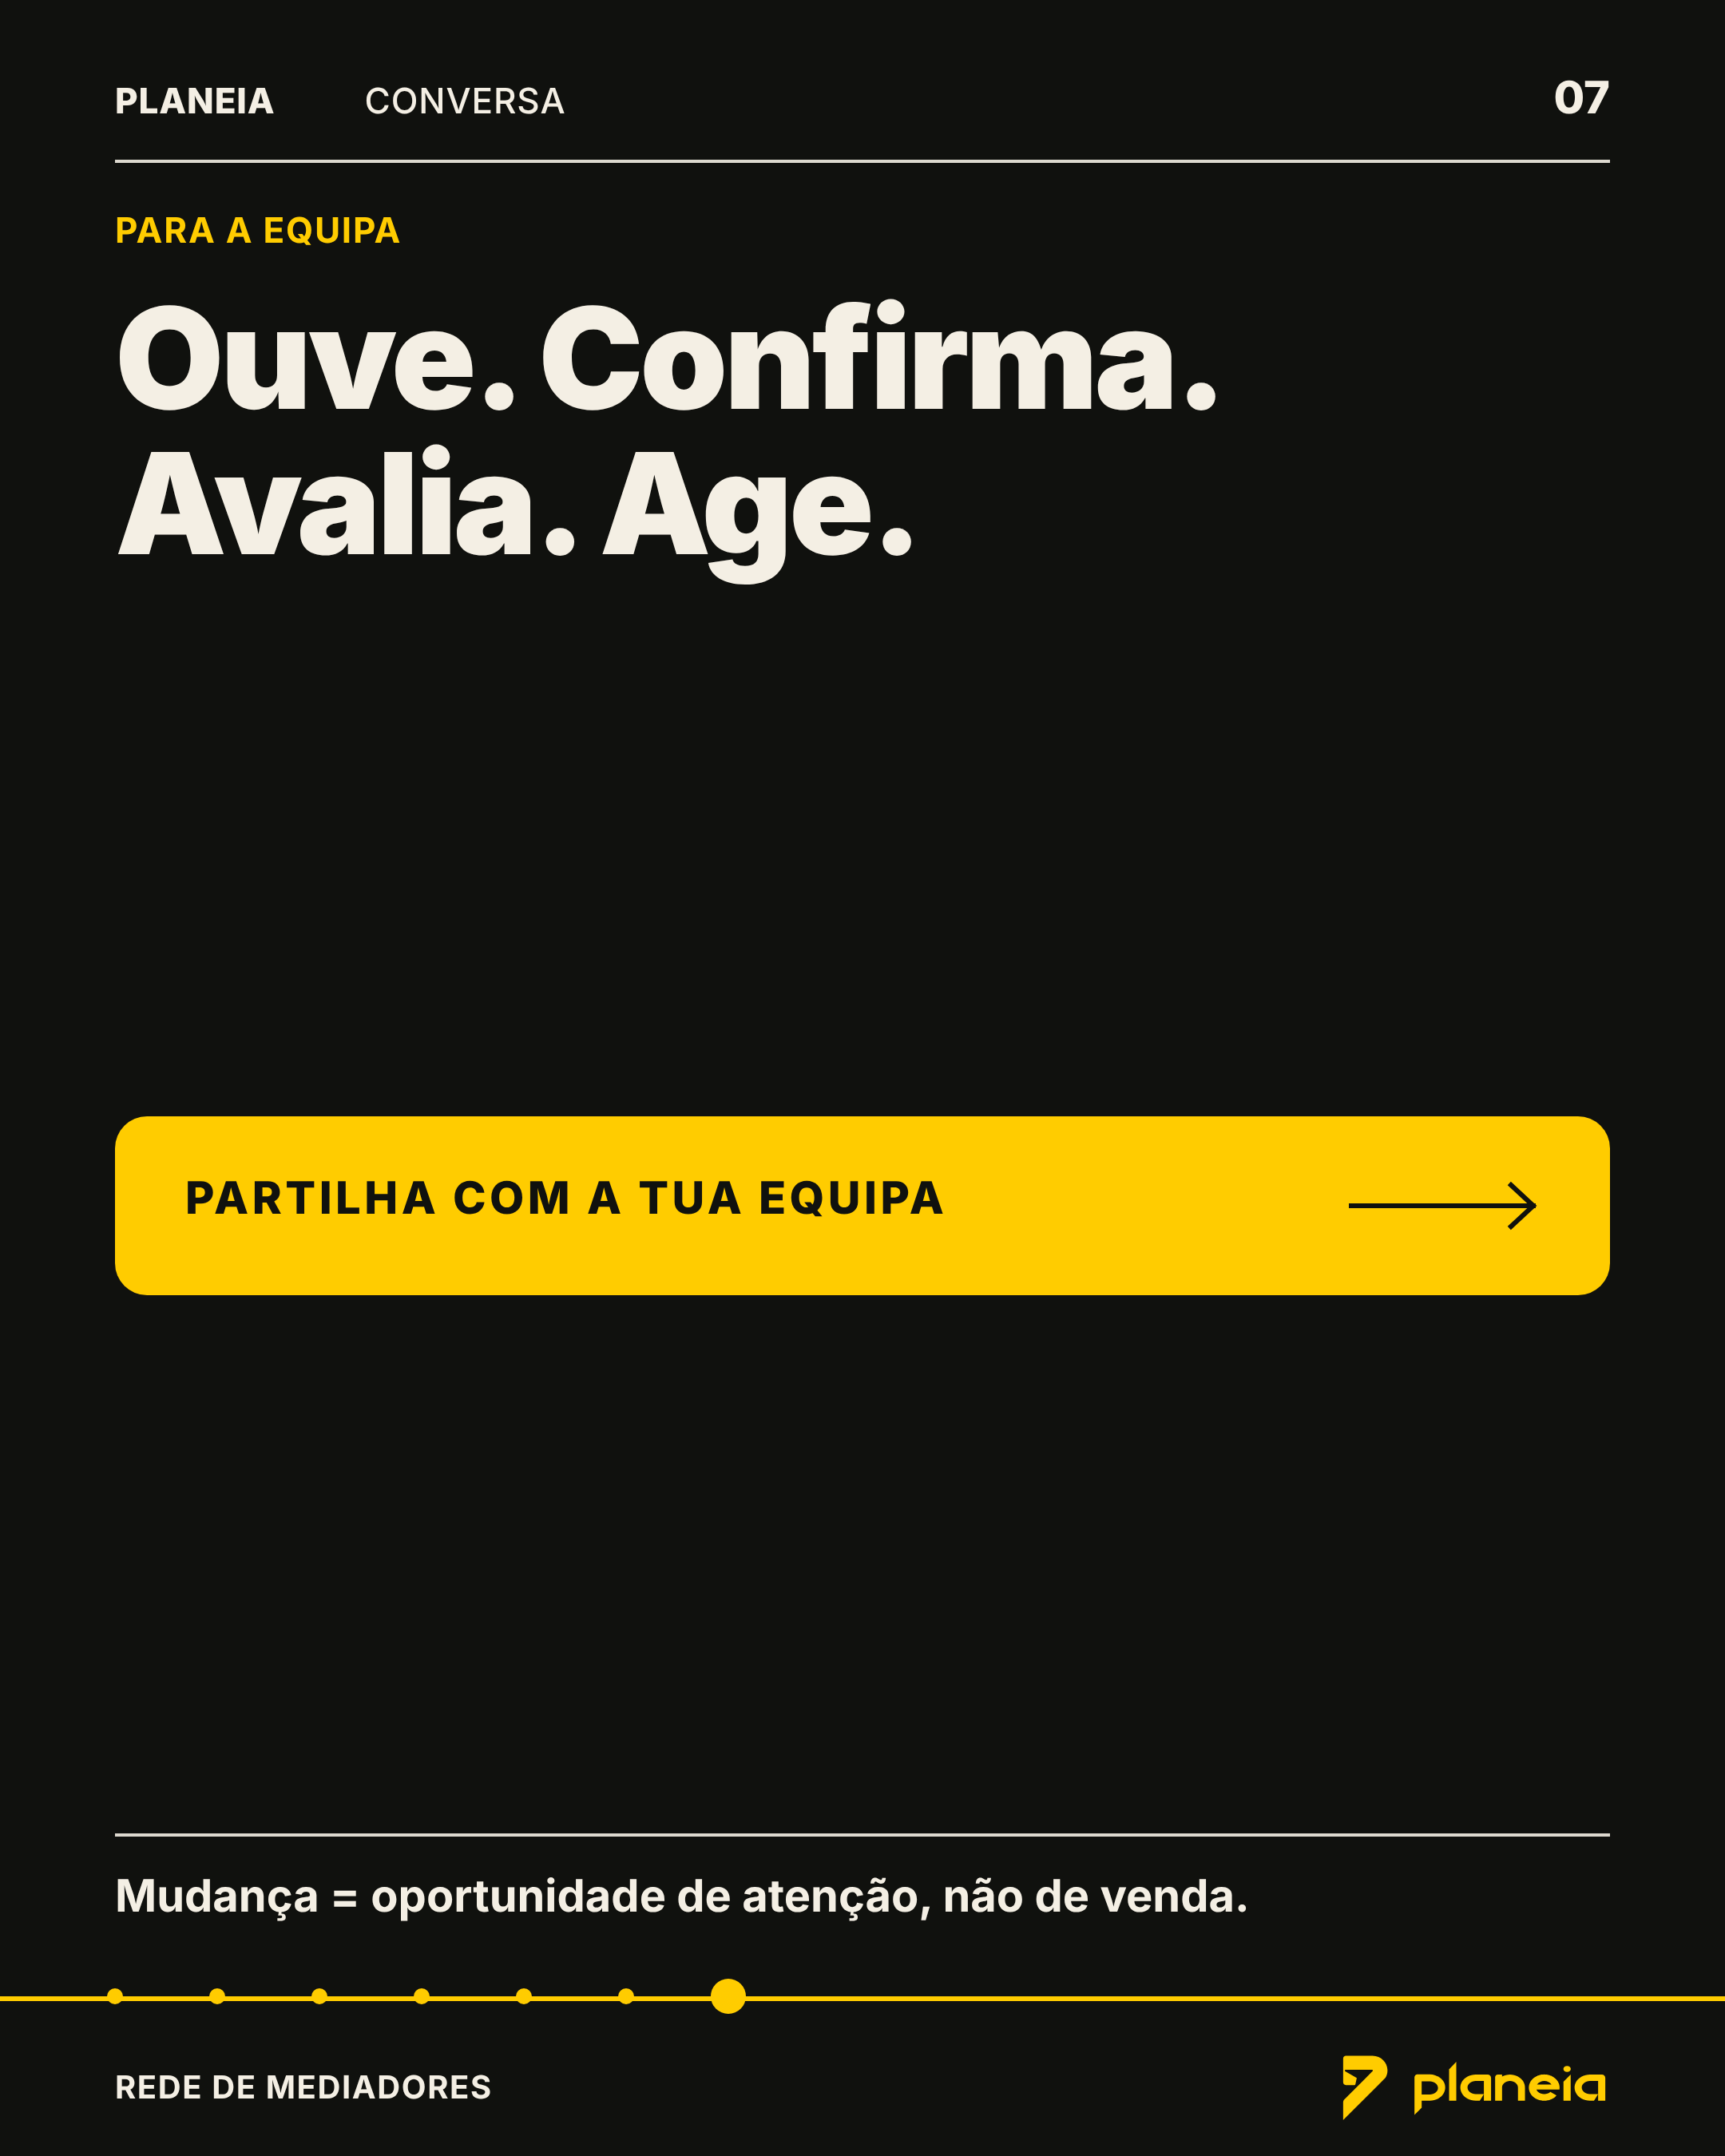 PLANEIA CONVERSA 07
PARA A EQUIPA
Ouve. Confirma.
Avalia. Age.
PARTILHA COM A TUA EQUIPA
Mudança = oportunidade de atenção, não de venda.
REDE DE MEDIADORES planeia